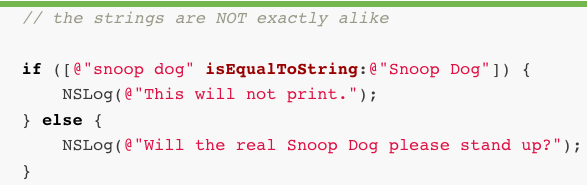 // the strings are NOT exactly alike
if ([@"snoop dog" isEqualToString:@"Snoop Dog"]) {
NSLog(@"This will not print.");
} else {
NSLog(@"Will the real Snoop Dog please stand up?");
}